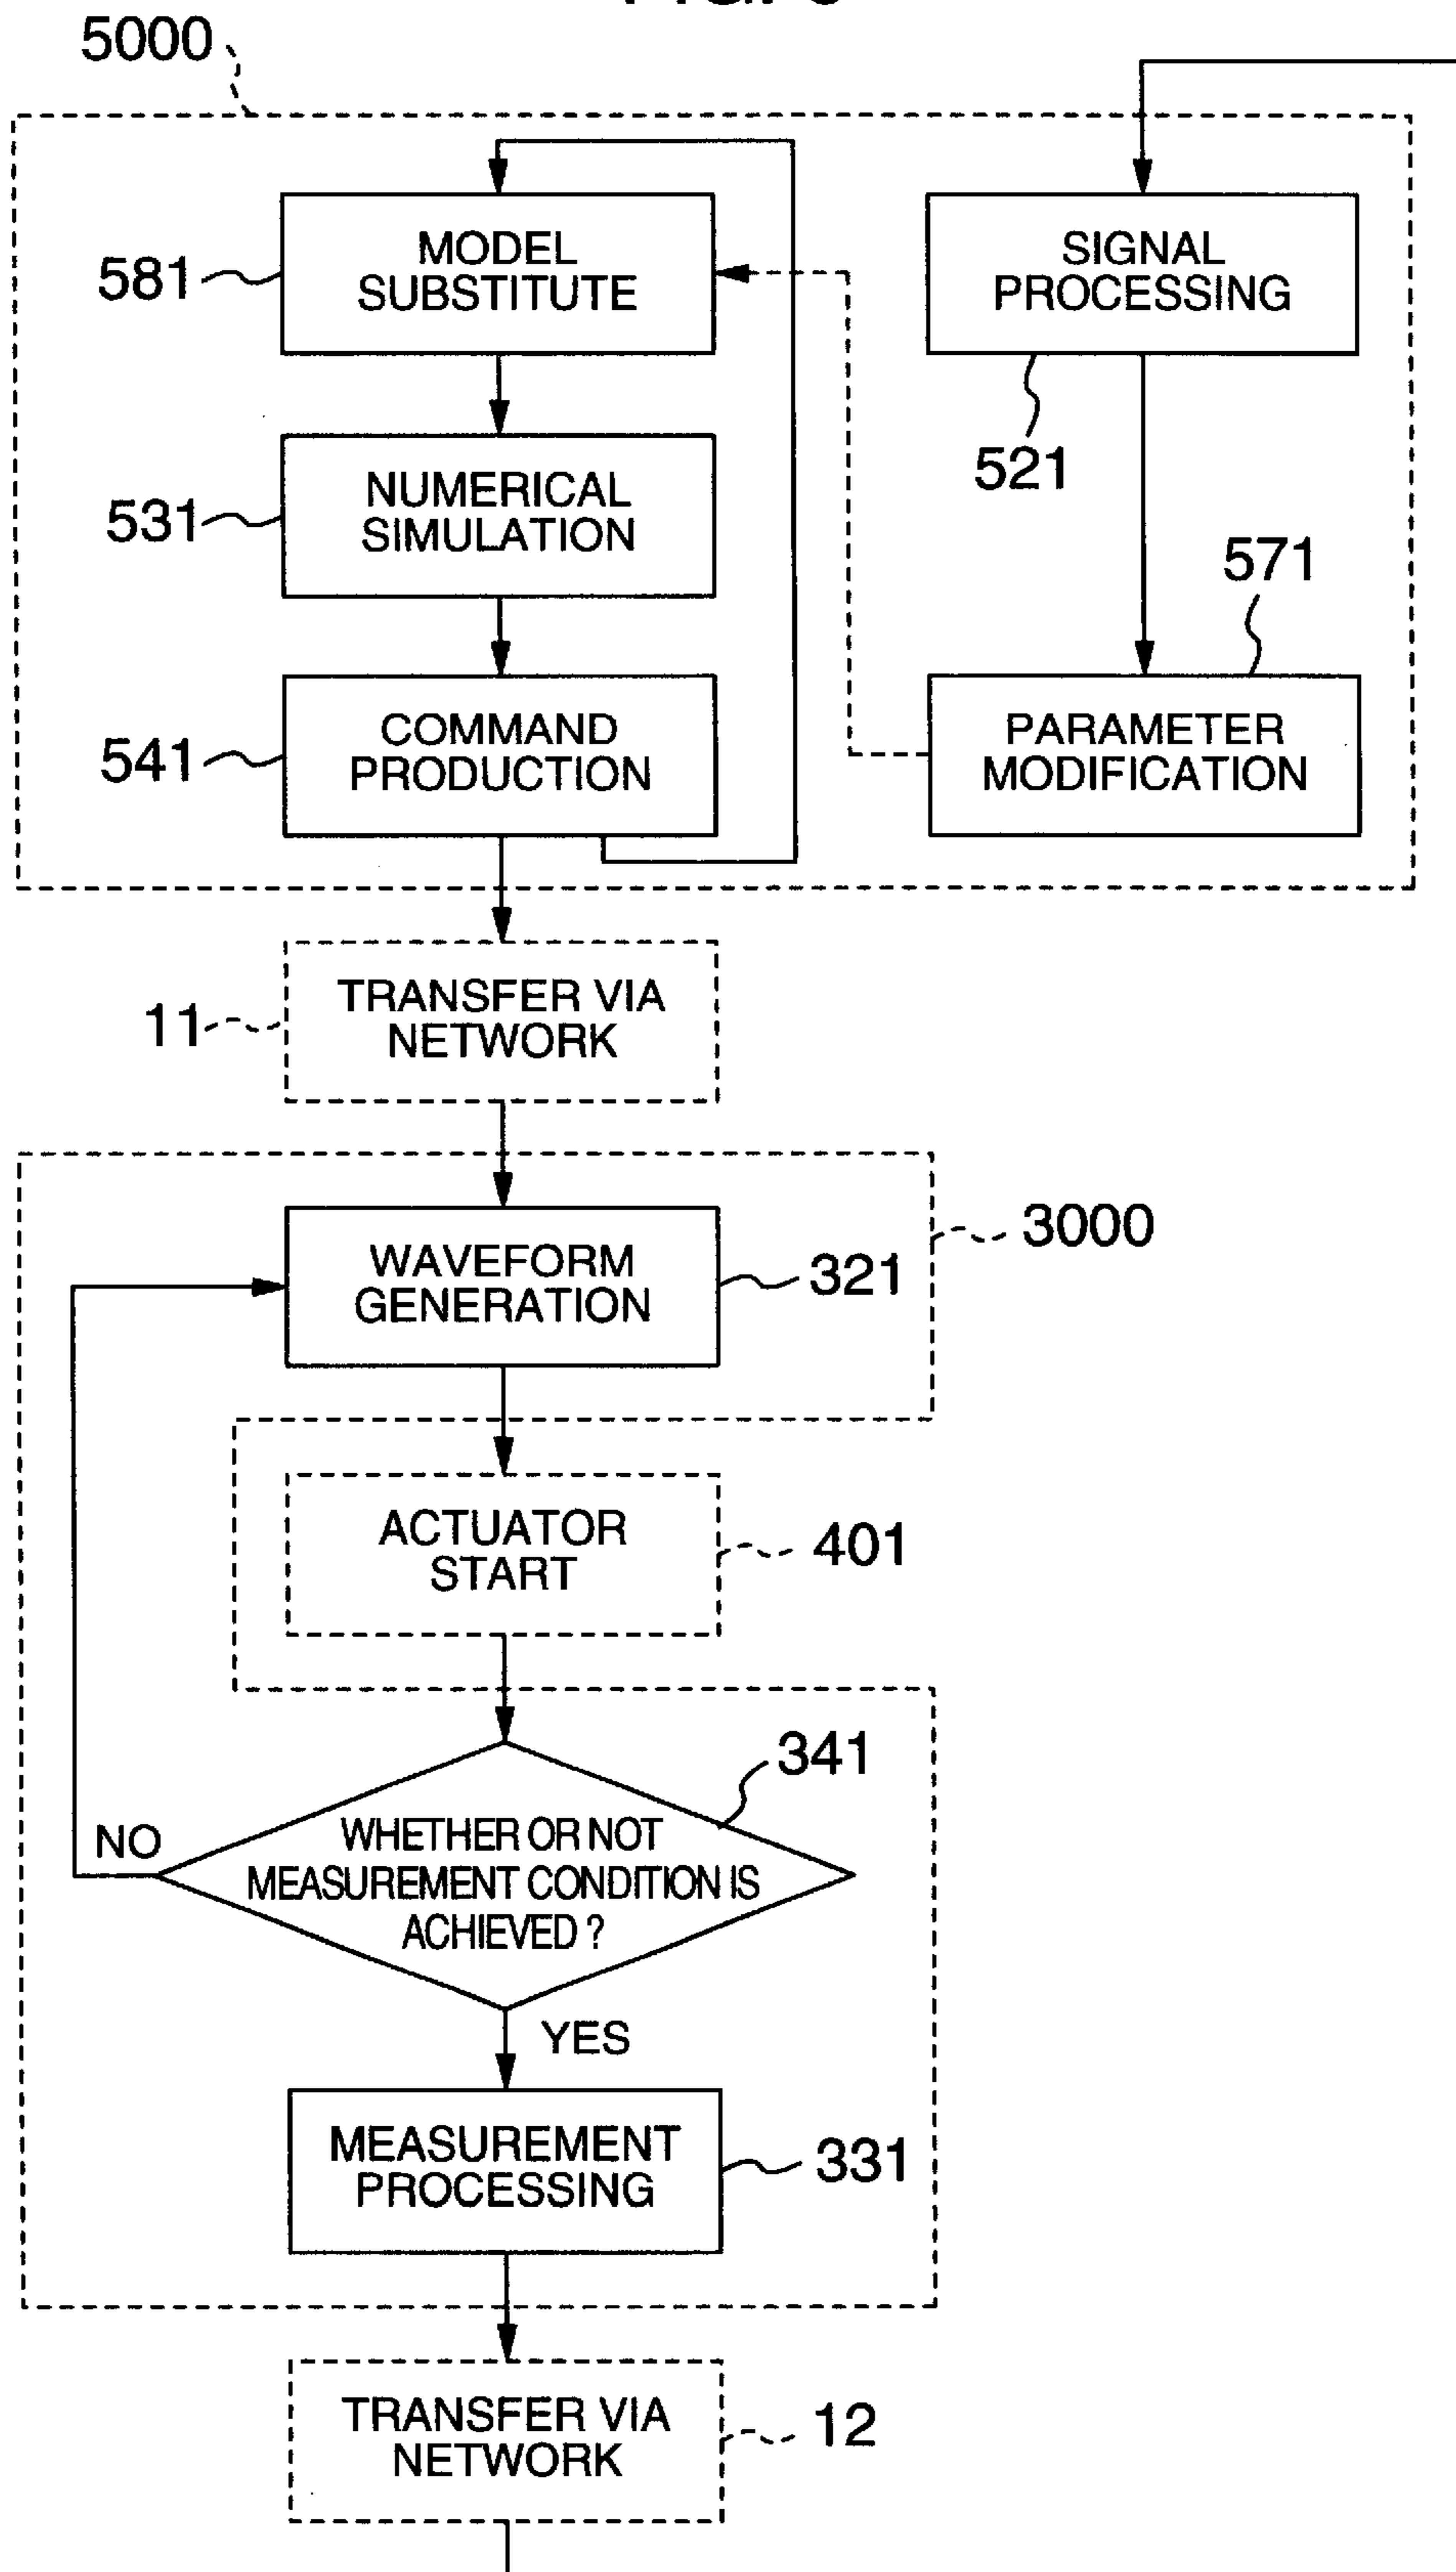 5000
MODEL
SUBSTITUTE
581
SIGNAL
PROCESSING
521
NUMERICAL
SIMULATION
531
571
COMMAND
PRODUCTION
541
PARAMETER
MODIFICATION
TRANSFER VIA
NETWORK
11
3000
WAVEFORM
GENERATION
321
ACTUATOR
START
401
341
NO
WHETHER OR NOT
MEASUREMENT CONDITION IS
ACHIEVED ?
YES
MEASUREMENT
PROCESSING
331
TRANSFER VIA
NETWORK
12